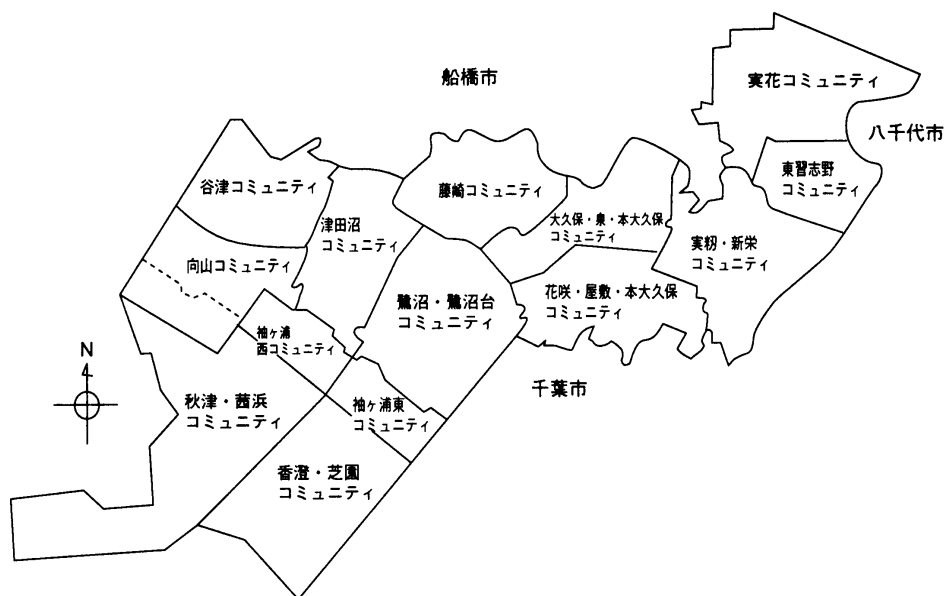 船橋市
実花コミュニティ
八千代市
東習志野
コミュニティ
谷津コミュニティ
藤崎コミュニティ
津田沼
コミュニティ
大久保・泉・本大久保
コミュニティ
実籾・新栄
コミュニティ
向山コミュニティ
鷺沼・鷺沼台
コミュニティ
花咲・屋敷・本大久保
コミュニティ
袖ヶ浦
西コミュニティ
N
千葉市
秋津・茜浜
コミュニティ
袖ヶ浦東
コミュニティ
香澄・芝園
コミュニティ